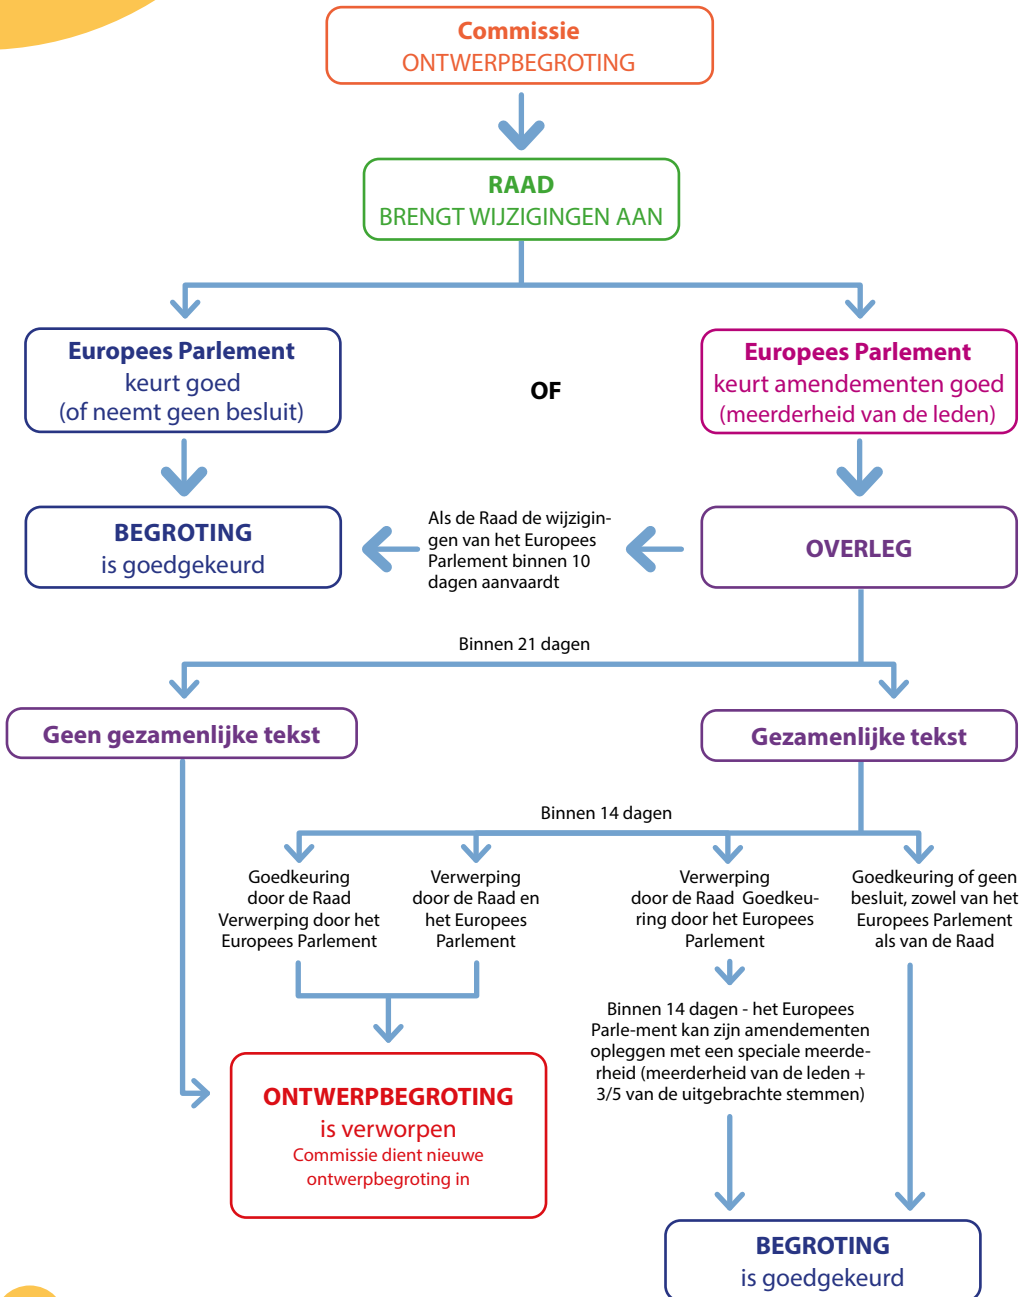 Commissie
ONTWERPBEGROTING
RAAD
BRENGT WIJZIGINGEN AAN
Europees Parlement
keurt goed
(of neemt geen besluit)
OF
Europees Parlement
keurt amendementen goed
(meerderheid van de leden)
BEGROTING
is goedgekeurd
Als de Raad de wijzigin-
gen van het Europees
Parlement binnen 10
dagen aanvaardt
OVERLEG
Binnen 21 dagen
Geen gezamenlijke tekst
Gezamenlijke tekst
Binnen 14 dagen
Goedkeuring
door de Raad
Verwerping door het
Europees Parlement
Verwerping
door de Raad en
het Europees
Parlement
Verwerping
door de Raad Goedkeu-
ring door het Europees
Parlement
Goedkeuring of geen
besluit, zowel van het
Europees Parlement
als van de Raad
Binnen 14 dagen - het Europees
Parle-ment kan zijn amendementen
opleggen met een speciale meerde-
rheid (meerderheid van de leden +
3/5 van de uitgebrachte stemmen)
ONTWERPBEGROTING
is verworpen
Commissie dient nieuwe
ontwerpbegroting in
BEGROTING
is goedgekeurd